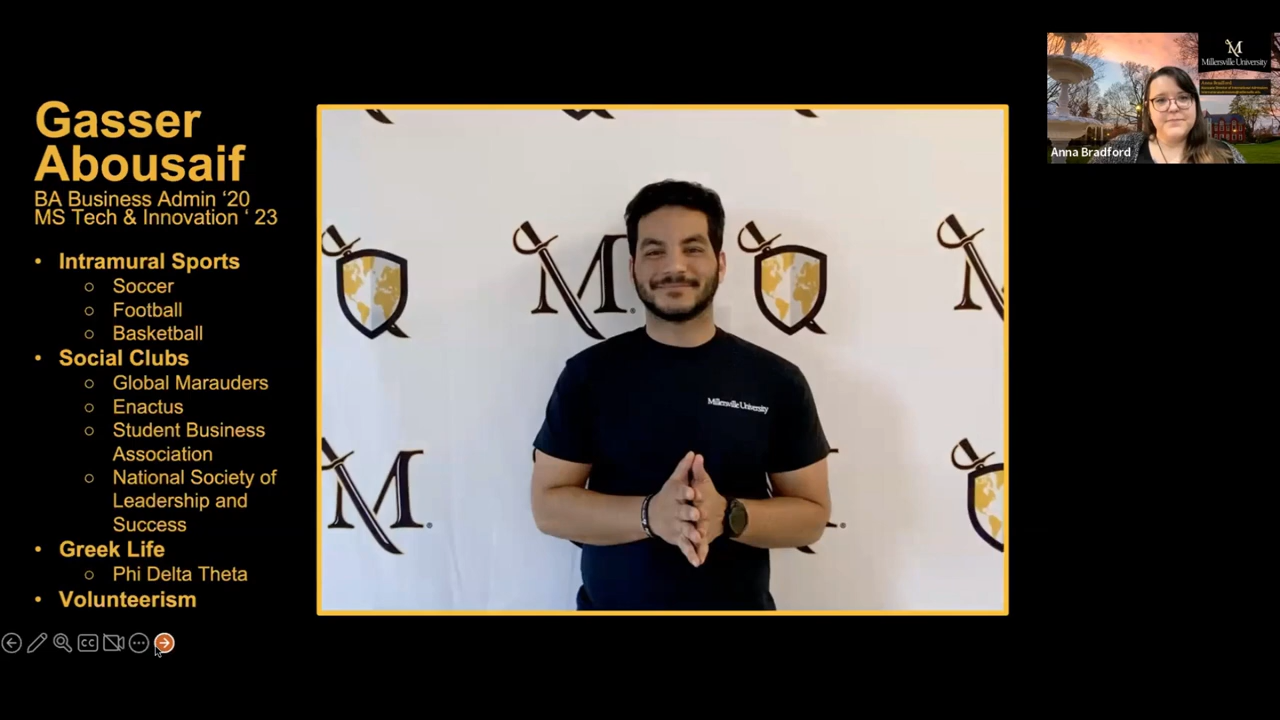 Gasser
Abousaif
BA Business Admin ‘20
MS Tech & Innovation ‘ 23
• Intramural Sports
○ Soccer
○ Football
○ Basketball
• Social Clubs
○ Global Marauders
○ Enactus
○ Student Business
Association
○ National Society of
Leadership and
Success
• Greek Life
○ Phi Delta Theta
• Volunteerism
M
M
M
Millersville University
CC
M
Millersville University
Anna Bradford